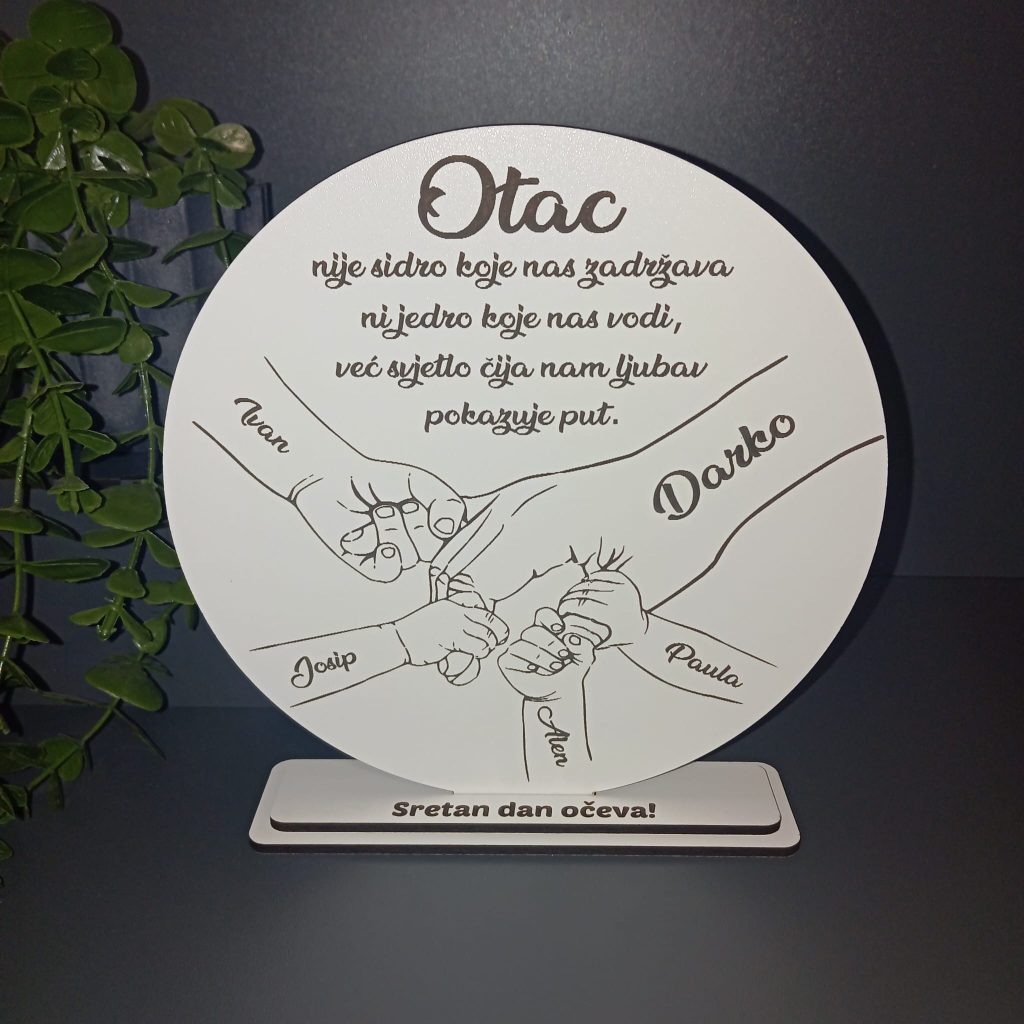 Otac
nije sidro koje nas zadržava
ni jedro koje nas vodi,
već svjetlo čija nam ljubav
pokazuje put.
Ivan
Darko
Josip
Paula
Alen
Sretan dan očeva!